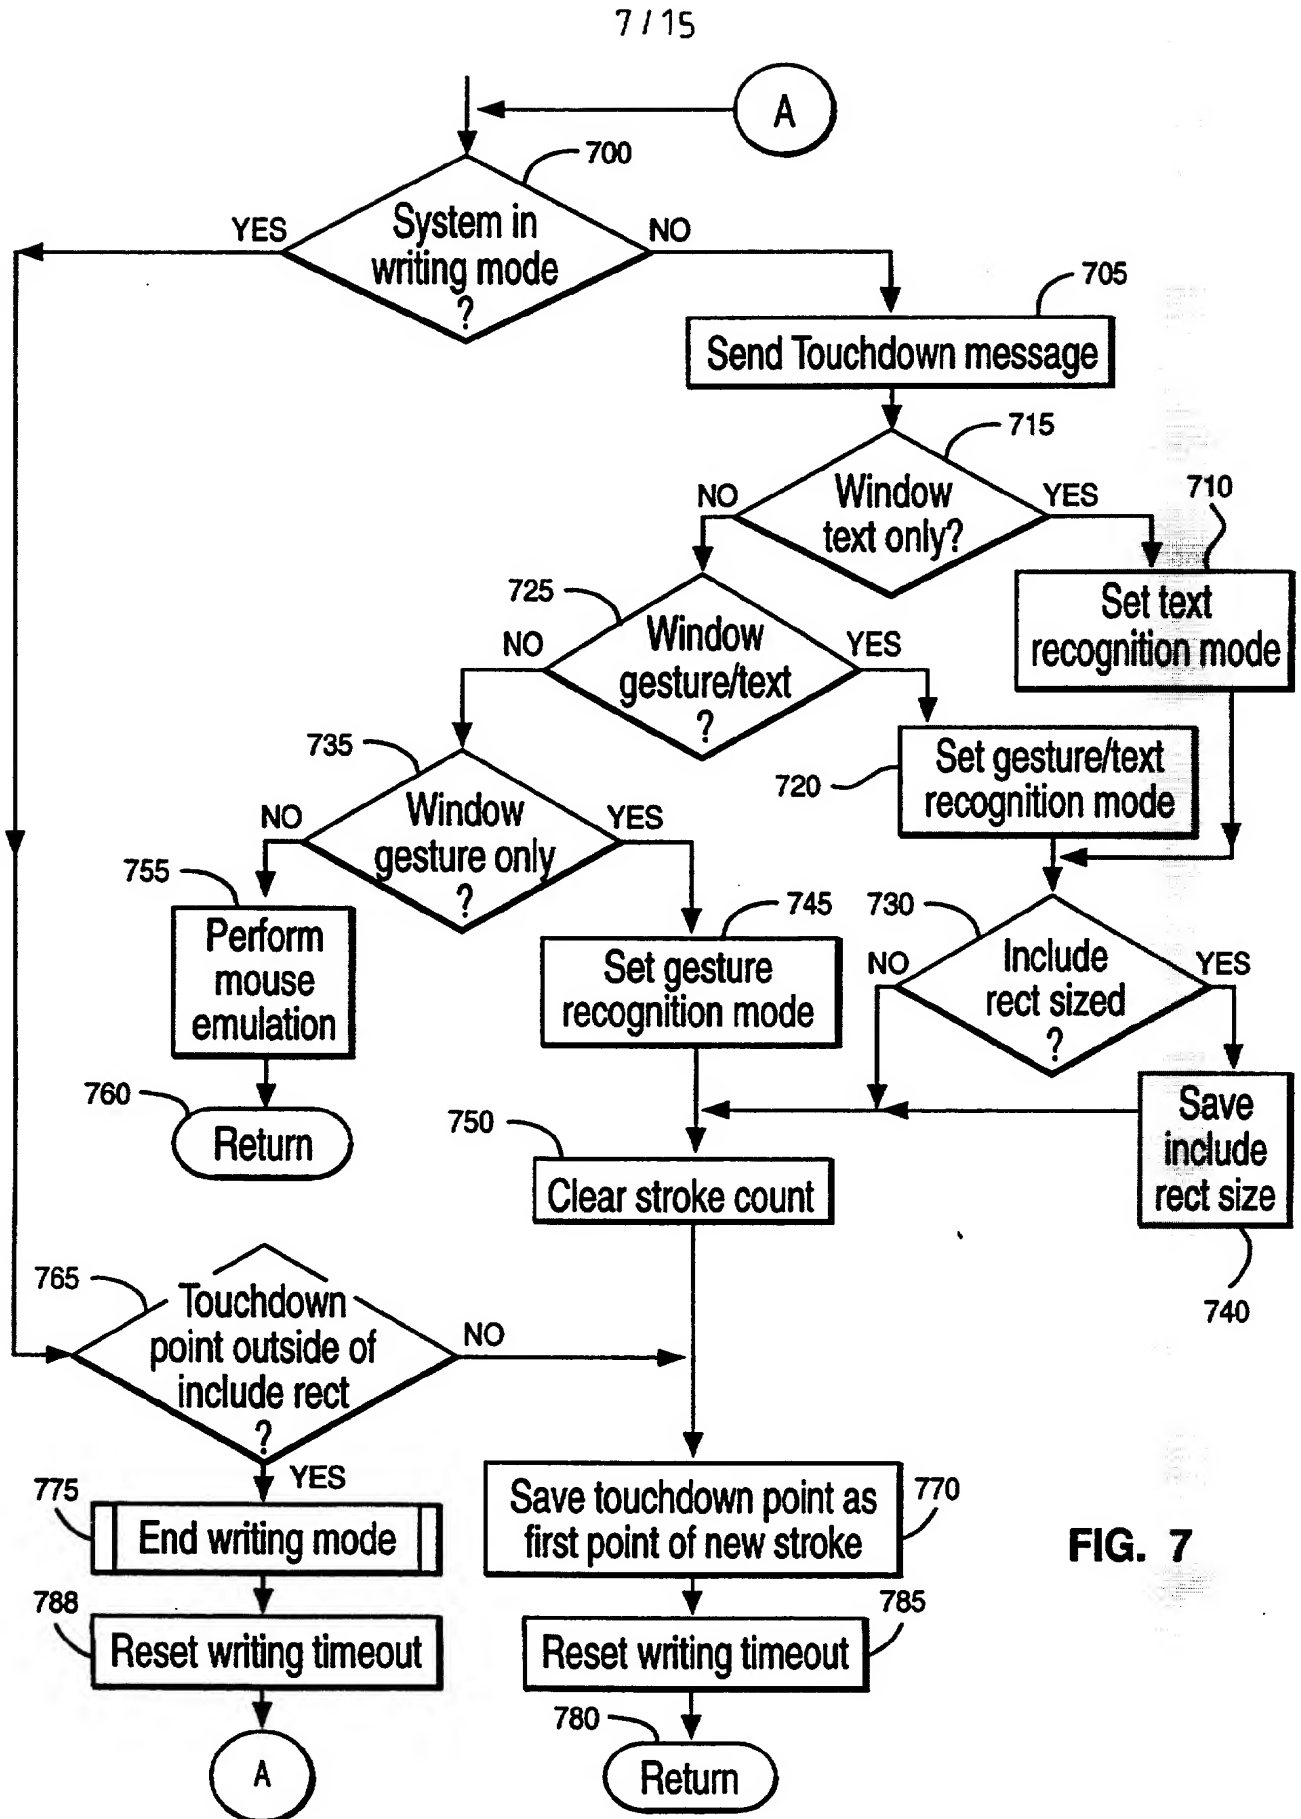 7/15
A
700
YES
System in
writing mode
?
NO
705
Send Touchdown message
715
NO
Window
text only?
YES
710
Set text
recognition mode
725
NO
Window
gesture/text
?
YES
720
Set gesture/text
recognition mode
735
NO
Window
gesture only
?
YES
755
Perform
mouse
emulation
760
Return
745
Set gesture
recognition mode
730
NO
Include
rect sized
?
YES
Save
include
rect size
740
750
Clear stroke count
765
Touchdown
point outside of
include rect
?
NO
YES
775
End writing mode
788
Reset writing timeout
A
Save touchdown point as
first point of new stroke
770
785
Reset writing timeout
780
Return
FIG. 7